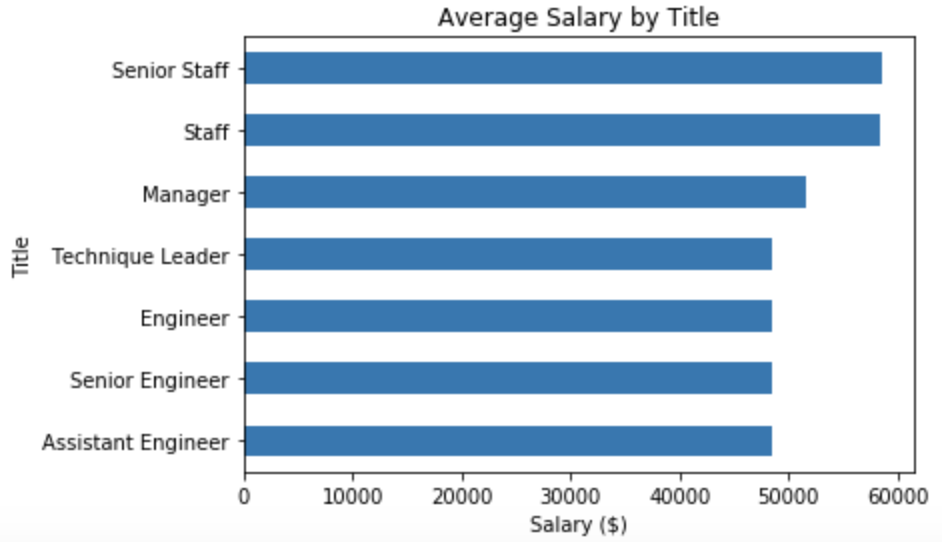 Average Salary by Title
Senior Staff
Staff
Manager
Technique Leader
Engineer
Senior Engineer
Assistant Engineer
Title
0 10000 20000 30000 40000 50000 60000
Salary ($)